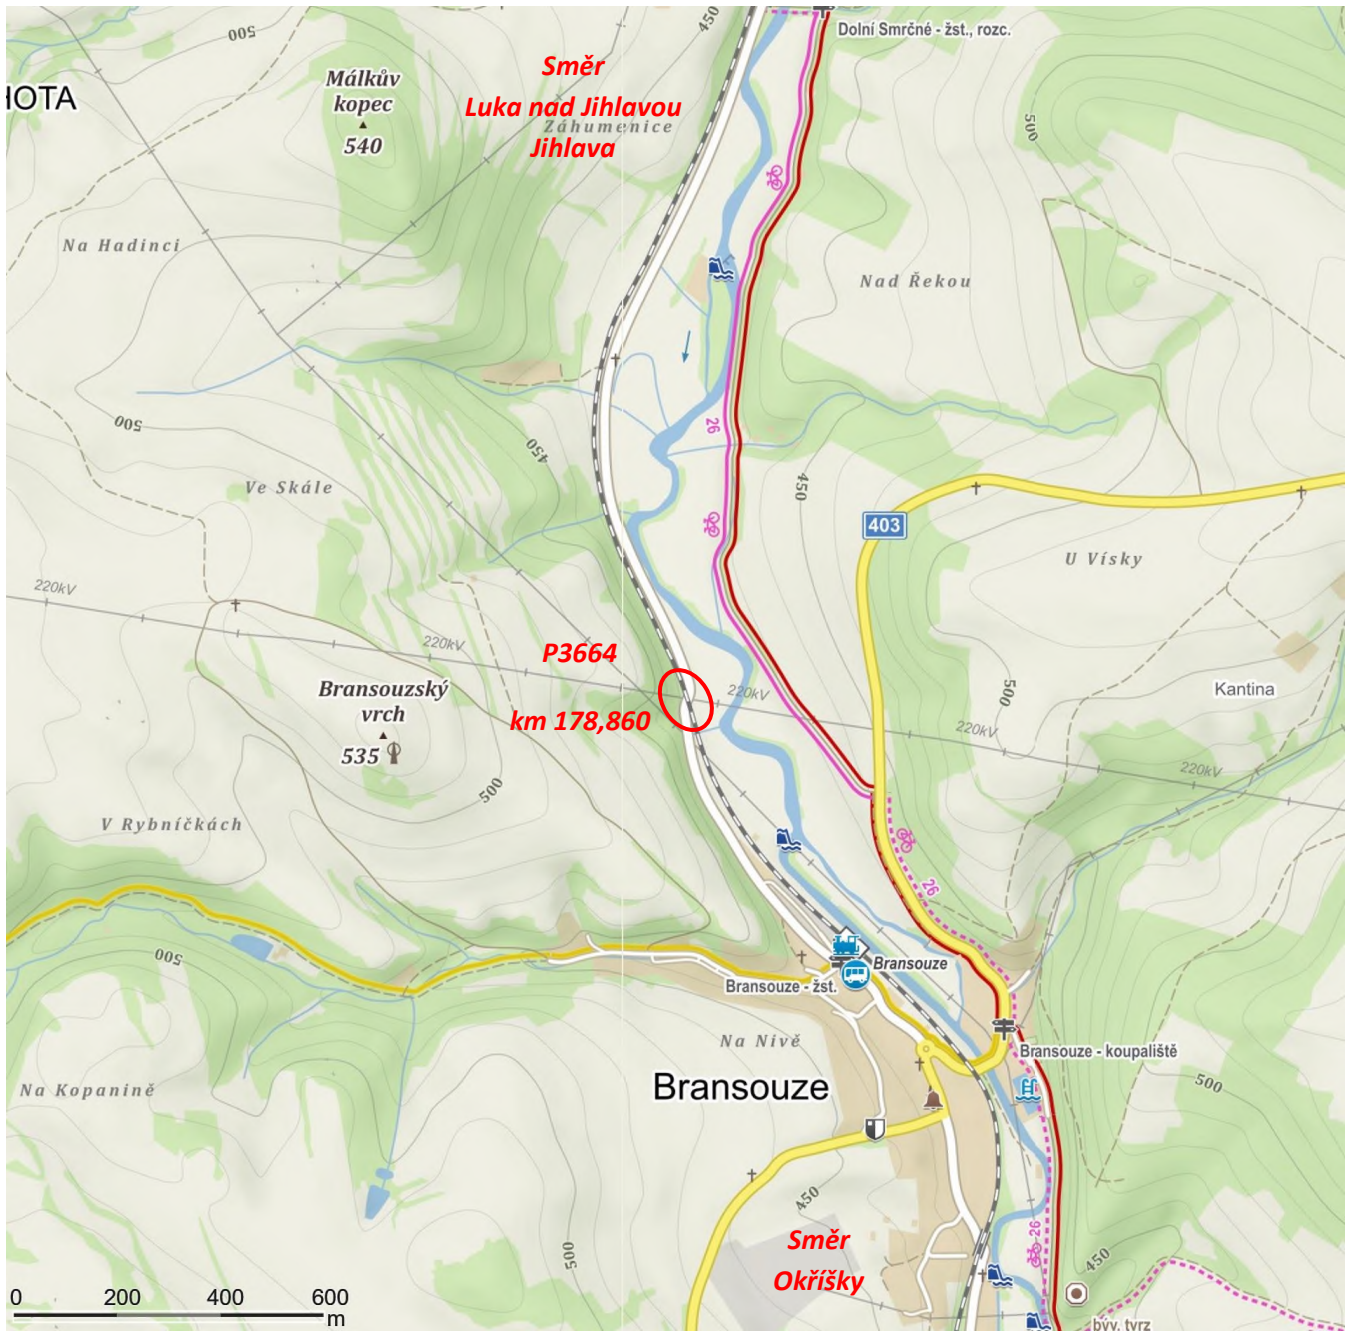 450
500
Dolní Smrčné - žst., rozc.
Směr
Málkův
kopec
540
HOTA
Luka nad Jihlavou
Záhumenice
Jihlava
500
Na Hadinci
Nad Řekou
500
26
450
450
Ve Skále
403
U Vísky
220kV
220kV
P3664
220kV
500
Kantina
Bransouzský
vrch
535
km 178,860
500
220kV
V Rybníčkách
26
500
Bransouze
Bransouze - žst.
Na Nivě
Bransouze - koupaliště
Na Kopanině
Bransouze
500
450
Směr
500
26
450
Okříšky
0 200 400 600
m
býv. tvrz